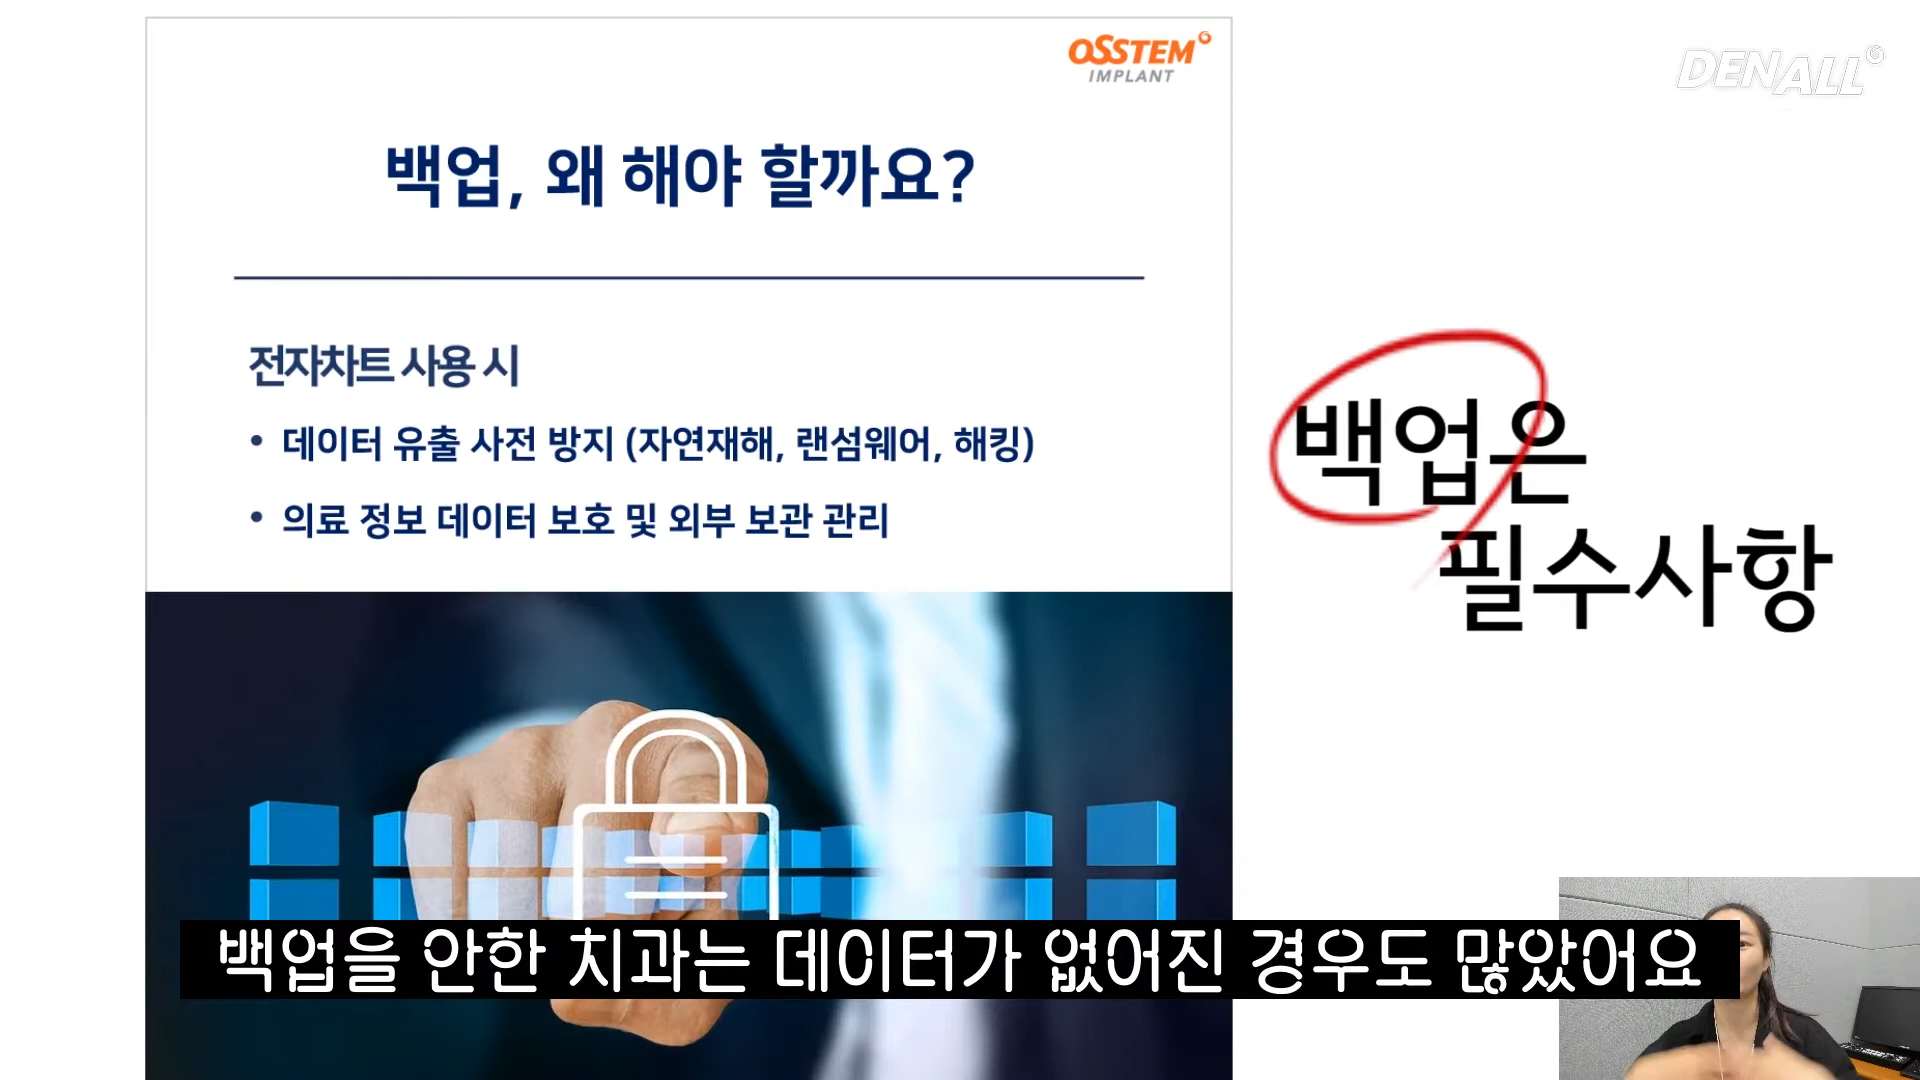 OSSTEM
IMPLANT
DENALL
백업, 왜 해야 할까요?
전자차트 사용 시
• 데이터 유출 사전 방지 (자연재해, 랜섬웨어, 해킹)
• 의료 정보 데이터 보호 및 외부 보관 관리
백업은
필수사항
백업을 안한 치과는 데이터가 없어진 경우도 많았어요